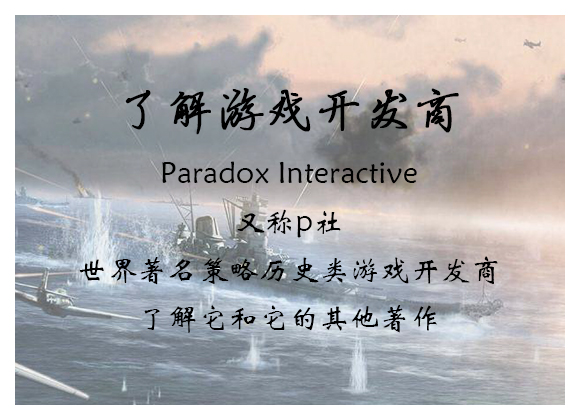 了解游戏开发商
Paradox Interactive
又称p社
世界著名策略历史类游戏开发商
了解它和它的其他著作